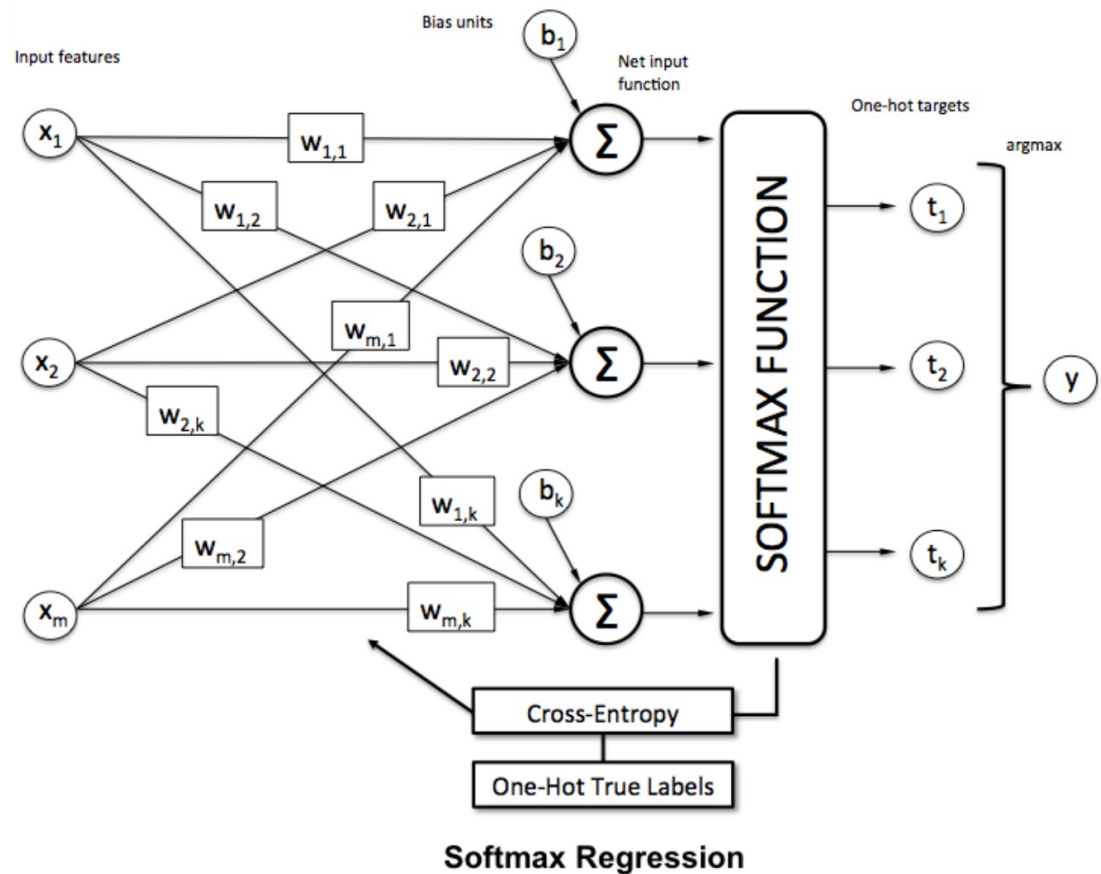 Bias units
b1
Input features
Net input
function
One-hot targets
argmax
x1
w1,1
Σ
w1,2
w2,1
t1
b2
wm,1
x2
w2,2
Σ
t2
y
w2,k
SOFTMAX FUNCTION
bk
w1,k
wm,2
tk
xm
wm,k
Σ
Cross-Entropy
One-Hot True Labels
Softmax Regression